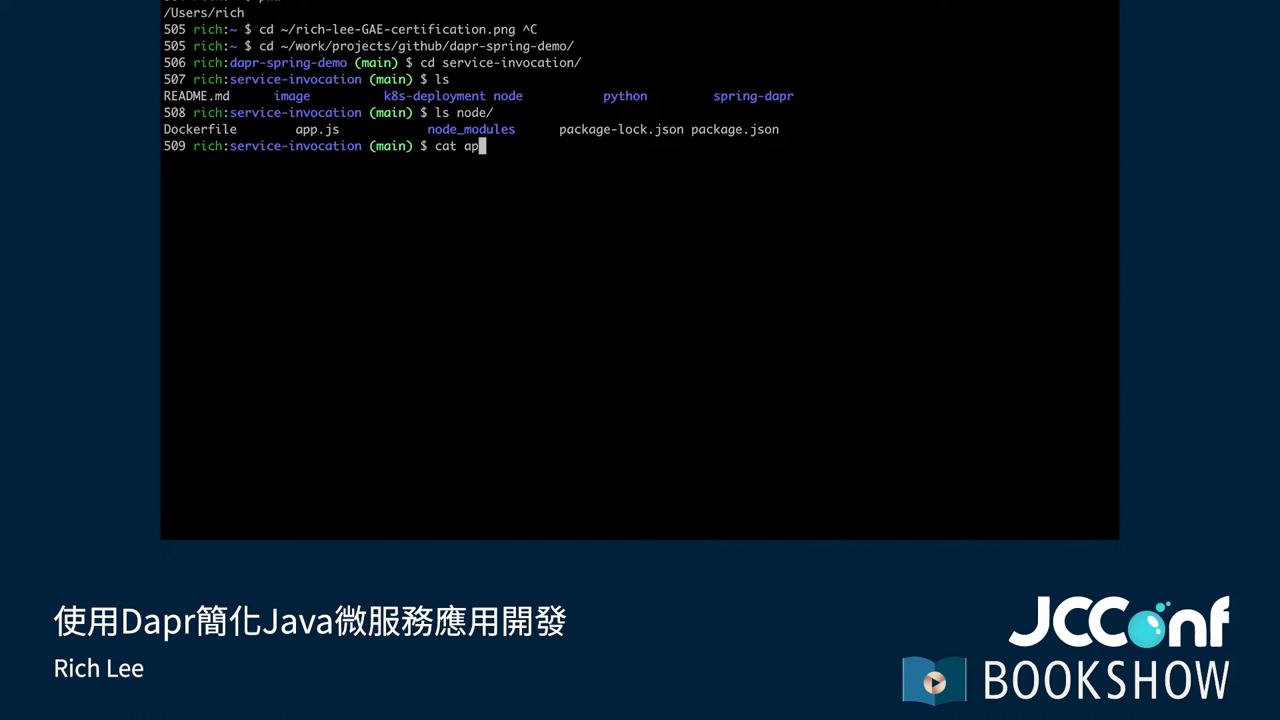 /Users/rich
505 rich:~ $ cd ~/rich-lee-GAE-certification.png ^C
505 rich:~ $ cd ~/work/projects/github/dapr-spring-demo/
506 rich:dapr-spring-demo (main) $ cd service-invocation/
507 rich:service-invocation (main) $ ls
README.md image k8s-deployment node python spring-dapr
508 rich:service-invocation (main) $ ls node/
Dockerfile app.js node_modules package-lock.json package.json
509 rich:service-invocation (main) $ cat ap
使用Dapr簡化Java微服務應用開發
Rich Lee
JCConf
BOOKSHOW